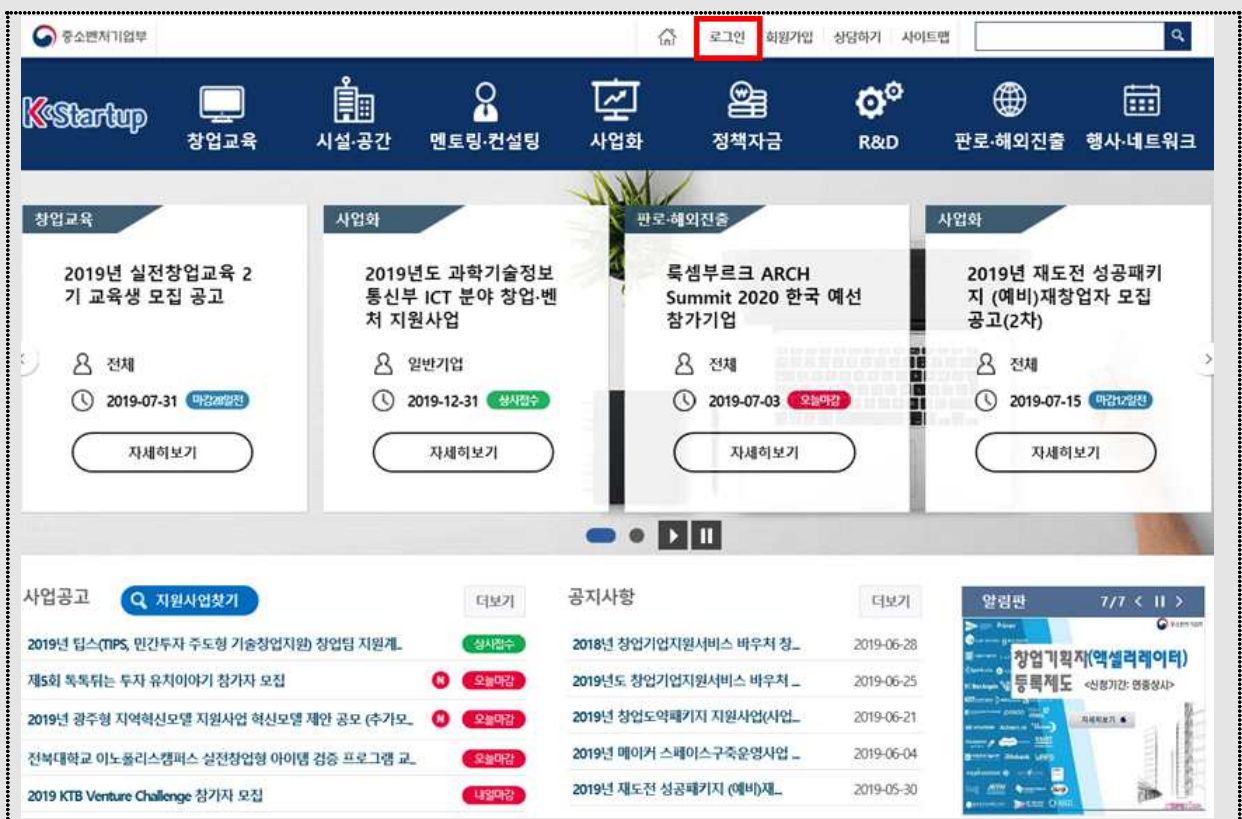 중소벤처기업부
로그인 회원가입 상담하기 사이트맵
K-Startup
창업교육 시설·공간 멘토링·컨설팅 사업화 정책자금 R&D 판로·해외진출 행사·네트워크
창업교육
2019년 실전창업교육 2
기 교육생 모집 공고
전체
2019-07-31 마감28일전
자세히보기
사업화
2019년도 과학기술정보
통신부 ICT 분야 창업·벤
처 지원사업
일반기업
2019-12-31 상시접수
자세히보기
판로·해외진출
룩셈부르크 ARCH
Summit 2020 한국 예선
참가기업
전체
2019-07-03 오늘마감
자세히보기
사업화
2019년 재도전 성공패키
지 (예비)재창업자 모집
공고(2차)
전체
2019-07-15 마감12일전
자세히보기
사업공고 지원사업찾기 더보기
2019년 팁스(TIPS, 민간투자 주도형 기술창업지원) 창업팀 지원계... 상시접수
제5회 톡톡튀는 투자 유치이야기 참가자 모집 N 오늘마감
2019년 광주형 지역혁신모델 지원사업 혁신모델 제안 공모 (추가모... N 오늘마감
전북대학교 이노폴리스캠퍼스 실전창업형 아이템 검증 프로그램 교... 오늘마감
2019 KTB Venture Challenge 참가자 모집 내일마감
공지사항 더보기
2018년 창업기업지원서비스 바우처 창... 2019-06-28
2019년도 창업기업지원서비스 바우처 ... 2019-06-25
2019년 창업도약패키지 지원사업(사업... 2019-06-21
2019년 메이커 스페이스구축운영사업 ... 2019-06-04
2019년 재도전 성공패키지 (예비)재... 2019-05-30
알림판 7/7
중소벤처기업부
창업기획자(액셀러레이터)
등록제도 <신청기간: 연중상시>
자세히보기